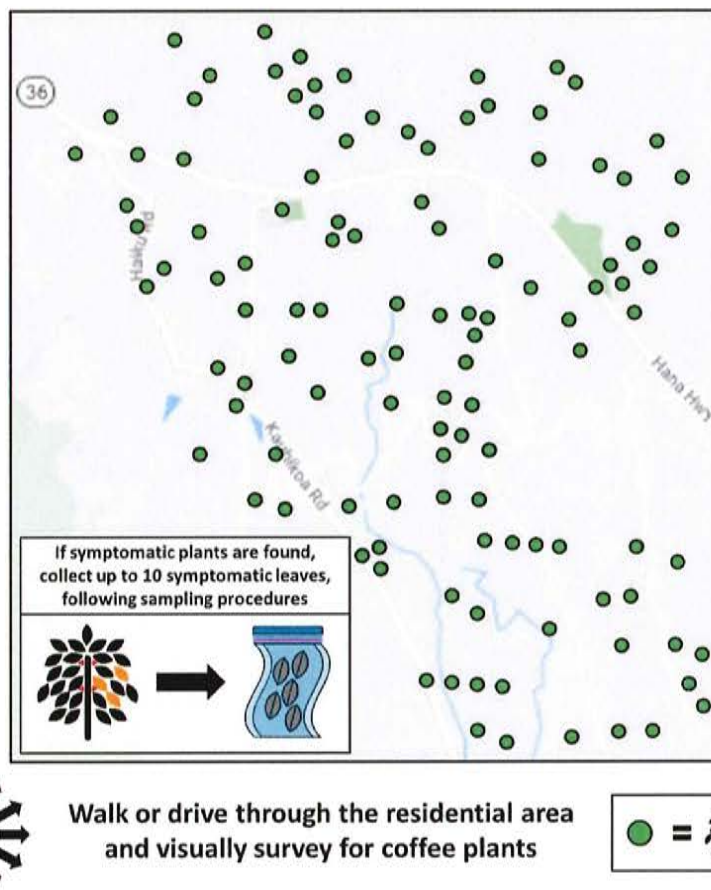 36
Haiku Rd
Hana Hwy
Kauhikoa Rd
If symptomatic plants are found,
collect up to 10 symptomatic leaves,
following sampling procedures
Walk or drive through the residential area
and visually survey for coffee plants
=